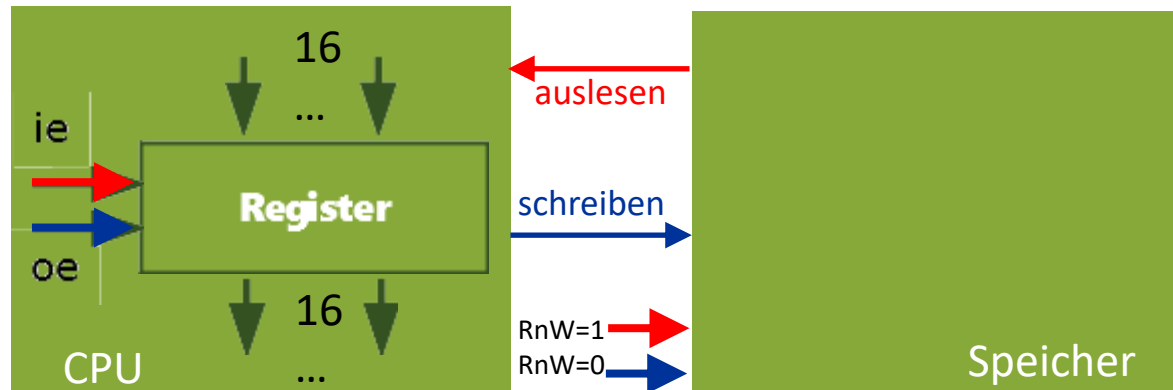 16
...
ie
Register
oe
16
...
CPU
auslesen
schreiben
RnW=1
RnW=0
Speicher